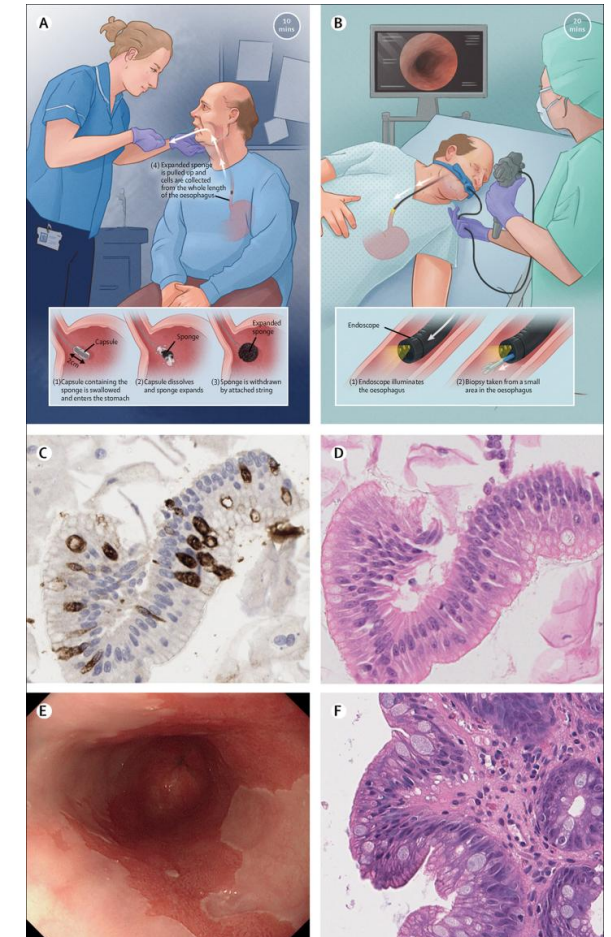 A
10
mins
(4) Expanded sponge
is pulled up and
cells are collected
from the whole length
of the oesophagus
Capsule
3cm
(1)Capsule containing the
sponge is swallowed
and enters the stomach
Sponge
(2) Capsule dissolves
and sponge expands
Expanded
sponge
(3) Sponge is withdrawn
by attached string
B
20
mins
Endoscope
(1) Endoscope illuminates
the oesophagus
(2) Biopsy taken from a small
area in the oesophagus
C
D
E
F